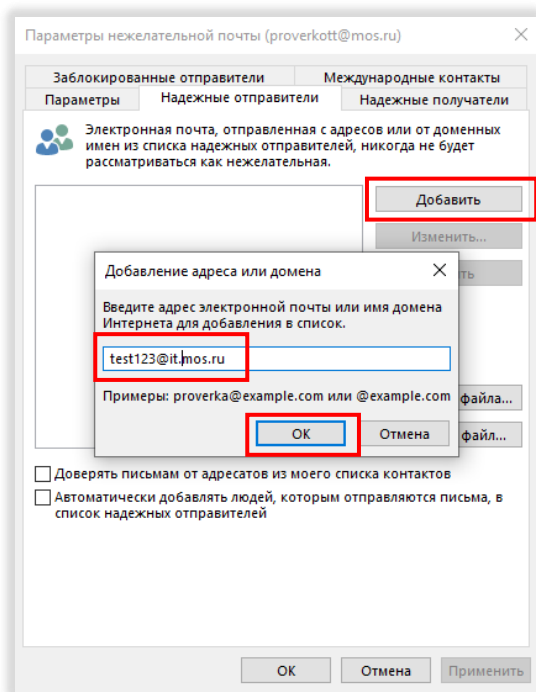 Параметры нежелательной почты (proverkott@mos.ru)
Заблокированные отправители
Международные контакты
Параметры
Надежные отправители
Надежные получатели
Электронная почта, отправленная с адресов или от доменных
имен из списка надежных отправителей, никогда не будет
рассматриваться как нежелательная.
Добавить
Изменить...
ть
Добавление адреса или домена
Введите адрес электронной почты или имя домена
Интернета для добавления в список.
test123@it.mos.ru
Примеры: proverka@example.com или @example.com
файла...
ОК
Отмена
файл...
Доверять письмам от адресатов из моего списка контактов
Автоматически добавлять людей, которым отправляются письма, в
список надежных отправителей
ОК
Отмена
Применить